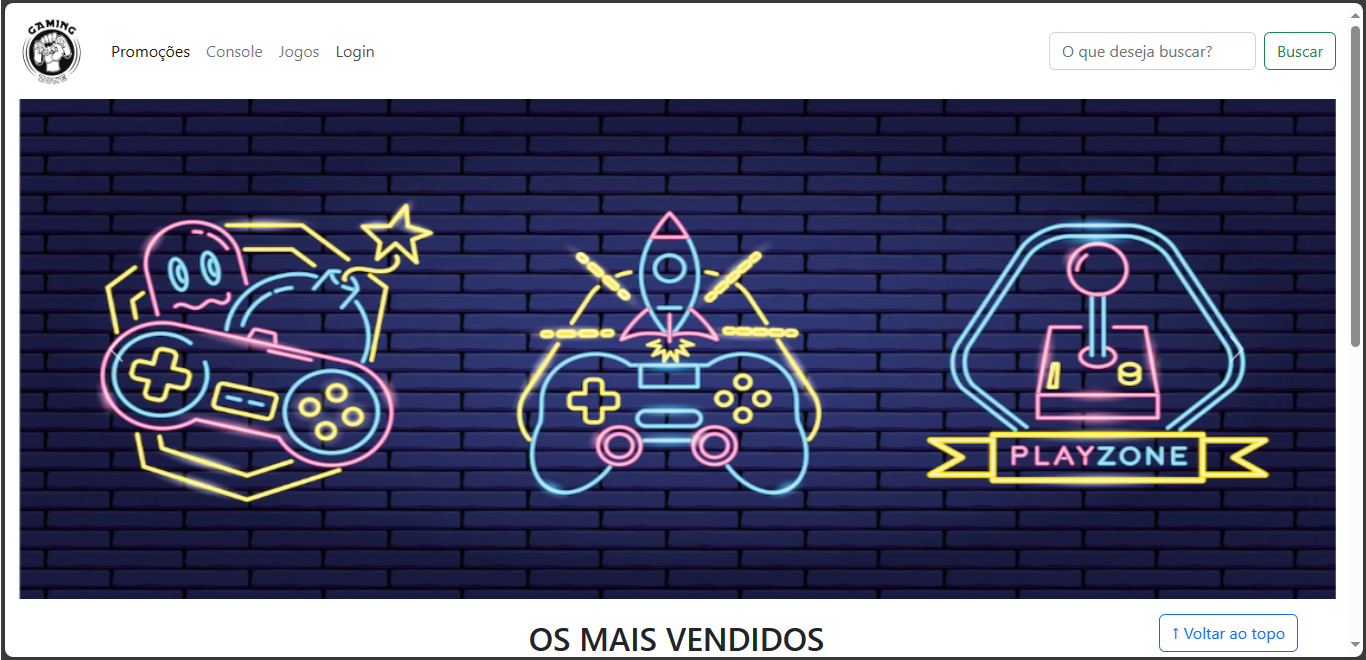 GAMING
ZONE
Promoções Console Jogos Login
O que deseja buscar? Buscar
PLAYZONE
OS MAIS VENDIDOS
↑ Voltar ao topo